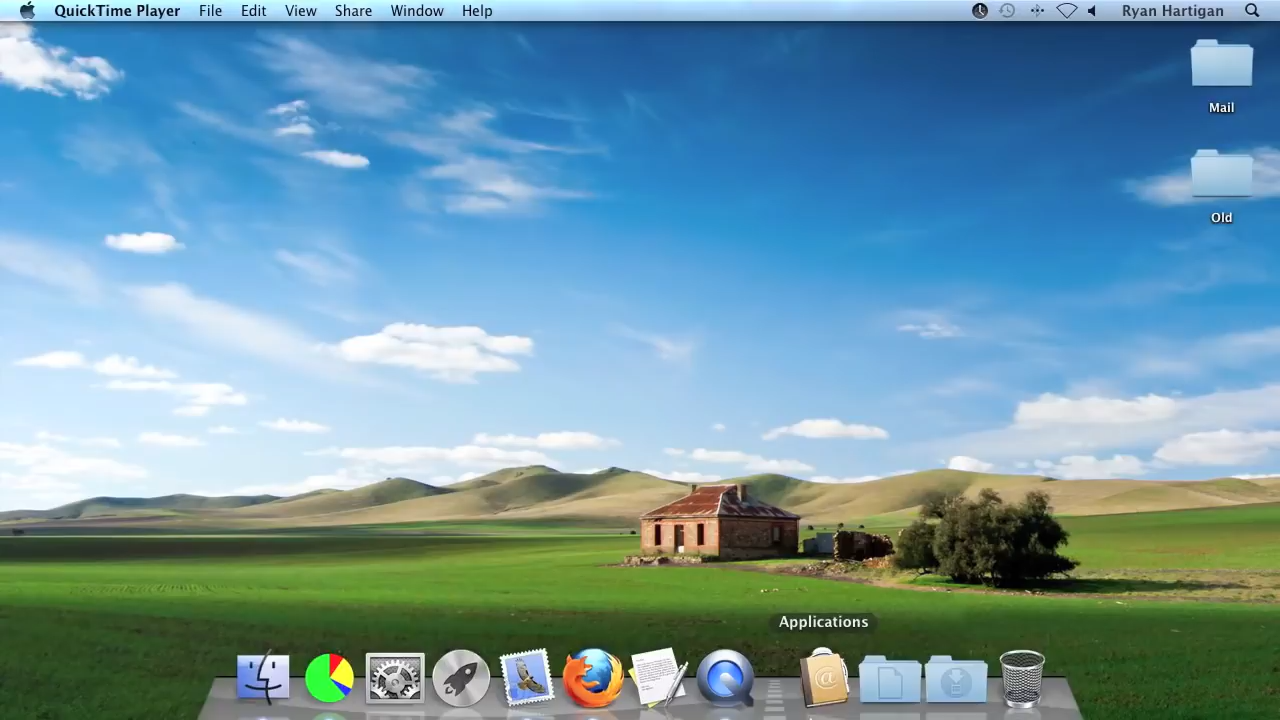 QuickTime Player File Edit View Share Window Help Ryan Hartigan
Mail
Old
Applications